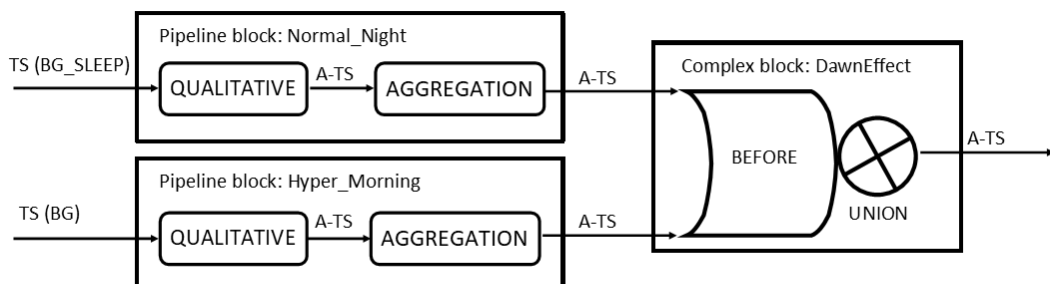 Pipeline block: Normal_Night
TS (BG_SLEEP)
QUALITATIVE
A-TS
AGGREGATION
A-TS
Pipeline block: Hyper_Morning
TS (BG)
QUALITATIVE
A-TS
AGGREGATION
A-TS
Complex block: DawnEffect
BEFORE
UNION
A-TS